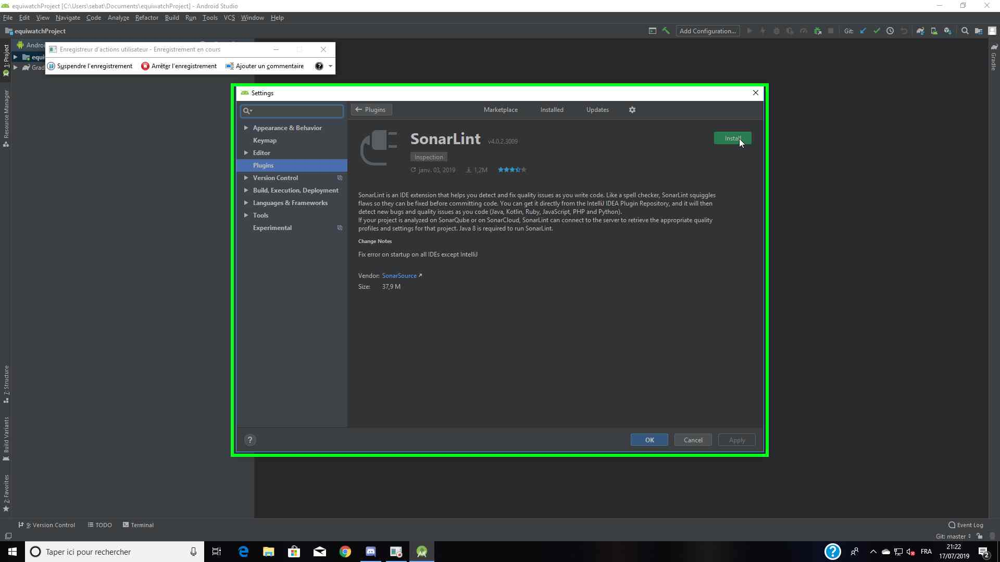 equiwatchProject [C:\Users\sebat\Documents\equiwatchProject] - Android Studio
File Edit View Navigate Code Analyze Refactor Build Run Tools VCS Window Help
equiwatchProject
Add Configuration...
Git:
1: Project
Resource Manager
7: Structure
Build Variants
2: Favorites
Gradle
Enregistreur d'actions utilisateur - Enregistrement en cours
Suspendre l'enregistrement Arrêter l'enregistrement Ajouter un commentaire
Settings
Appearance & Behavior
Keymap
Editor
Plugins
Version Control
Build, Execution, Deployment
Languages & Frameworks
Tools
Experimental
Plugins Marketplace Installed Updates
SonarLint v4.0.2.3009
Install
Inspection
janv. 03, 2019 1,2M
SonarLint is an IDE extension that helps you detect and fix quality issues as you write code. Like a spell checker, SonarLint squiggles
flaws so they can be fixed before committing code. You can get it directly from the IntelliJ IDEA Plugin Repository, and it will then
detect new bugs and quality issues as you code (Java, Kotlin, Ruby, JavaScript, PHP and Python).
If your project is analyzed on SonarQube or on SonarCloud, SonarLint can connect to the server to retrieve the appropriate quality
profiles and settings for that project. Java 8 is required to run SonarLint.
Change Notes
Fix error on startup on all IDEs except IntelliJ
Vendor: SonarSource
Size: 37,9 M
? OK Cancel Apply
9: Version Control TODO Terminal
Event Log
Git: master
Taper ici pour rechercher
FRA
21:22
17/07/2019
2